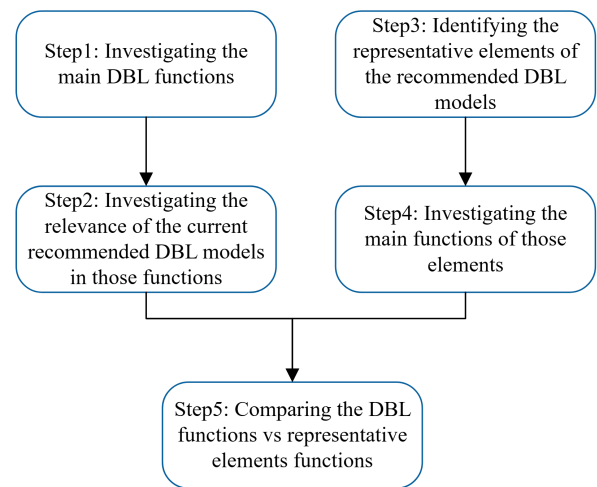 Step1: Investigating the
main DBL functions
Step3: Identifying the
representative elements of
the recommended DBL
models
Step2: Investigating the
relevance of the current
recommended DBL models
in those functions
Step4: Investigating the
main functions of those
elements
Step5: Comparing the DBL
functions vs representative
elements functions